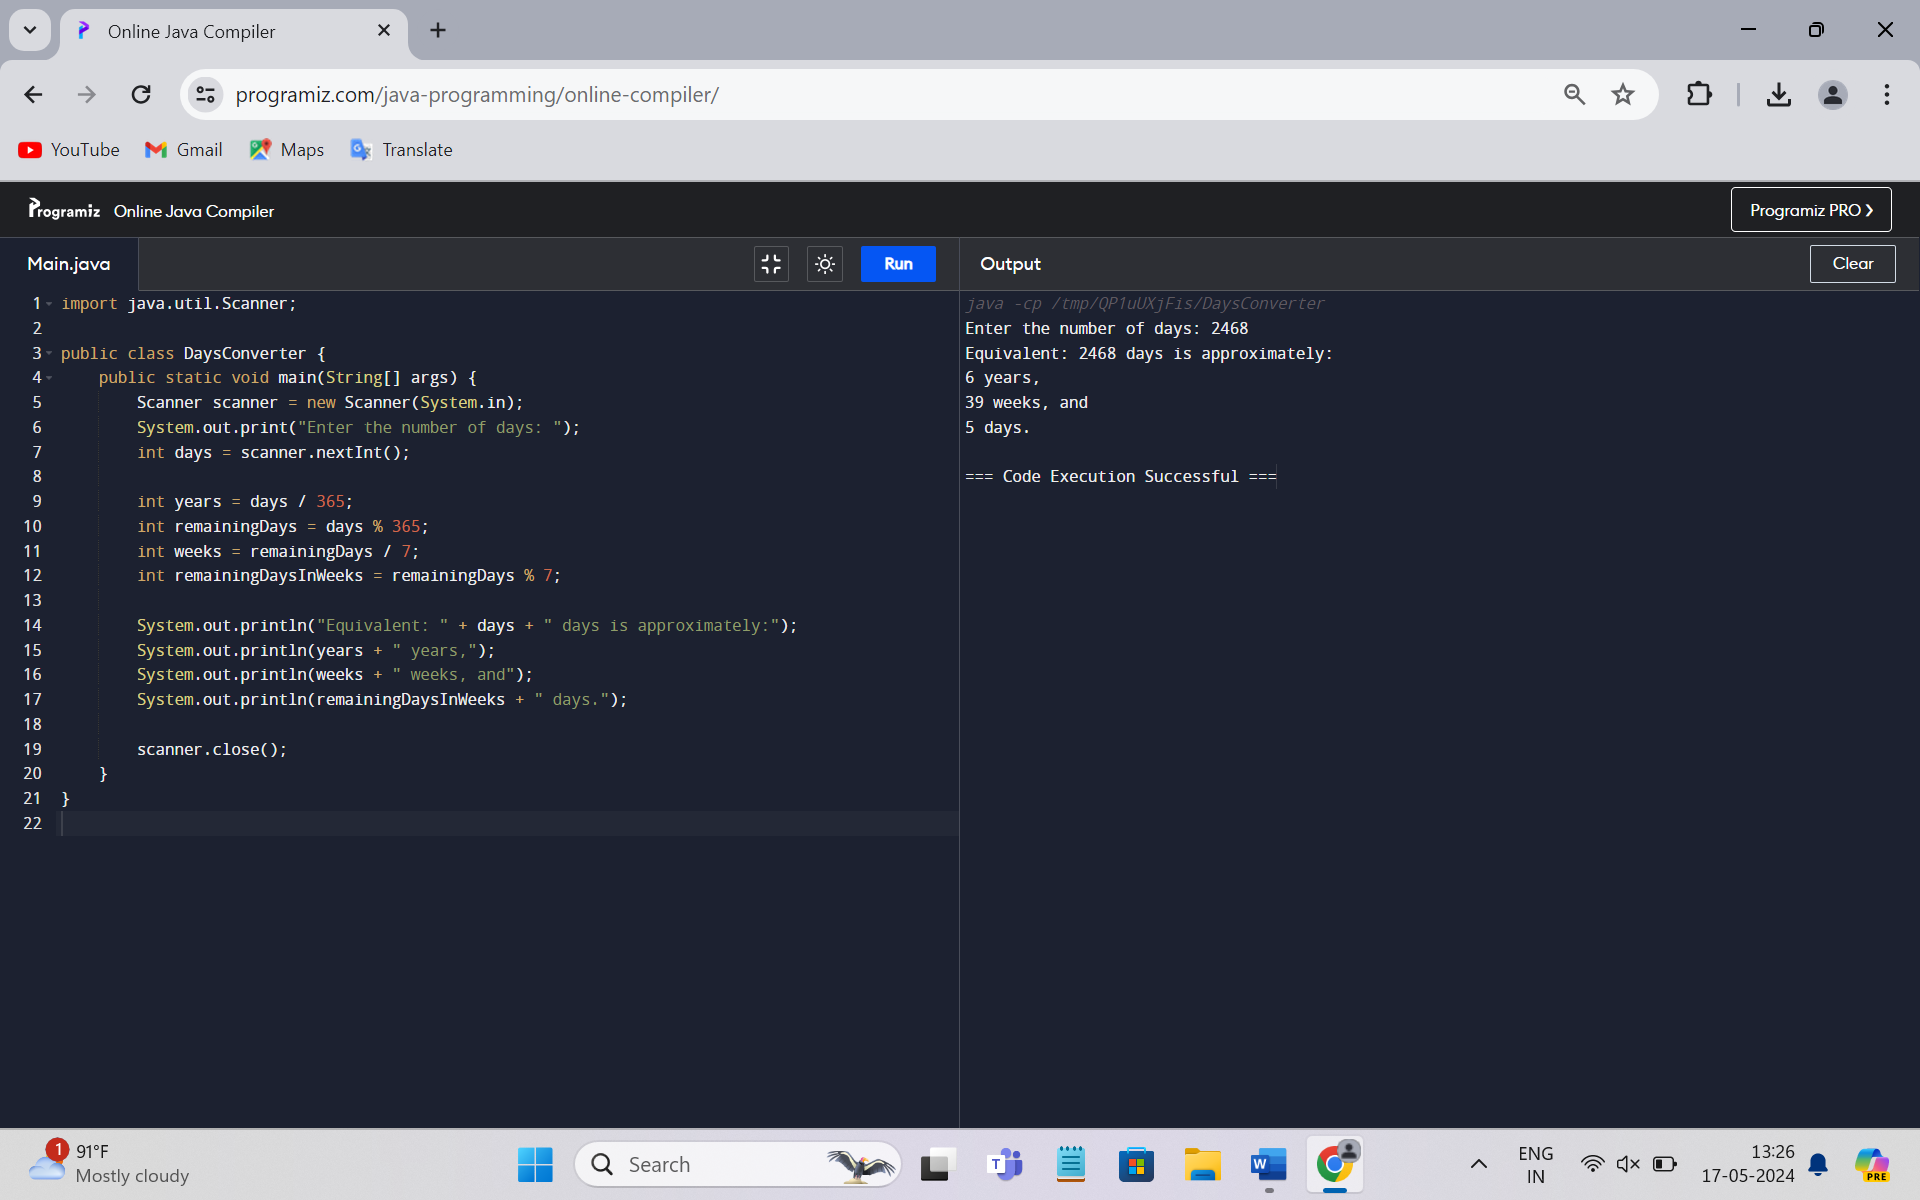 Online Java Compiler
programiz.com/java-programming/online-compiler/
YouTube Gmail Maps Translate
Programiz Online Java Compiler
Programiz PRO ❯
Main.java
Run
Output
Clear
1 import java.util.Scanner;
2
3 public class DaysConverter {
4     public static void main(String[] args) {
5         Scanner scanner = new Scanner(System.in);
6         System.out.print("Enter the number of days: ");
7         int days = scanner.nextInt();
8
9         int years = days / 365;
10         int remainingDays = days % 365;
11         int weeks = remainingDays / 7;
12         int remainingDaysInWeeks = remainingDays % 7;
13
14         System.out.println("Equivalent: " + days + " days is approximately:");
15         System.out.println(years + " years,");
16         System.out.println(weeks + " weeks, and");
17         System.out.println(remainingDaysInWeeks + " days.");
18
19         scanner.close();
20     }
21 }
22
java -cp /tmp/QP1uUXjFis/DaysConverter
Enter the number of days: 2468
Equivalent: 2468 days is approximately:
6 years,
39 weeks, and
5 days.
=== Code Execution Successful ===
1
91°F
Mostly cloudy
Search
T
W
ENG
IN
13:26
17-05-2024
PRE